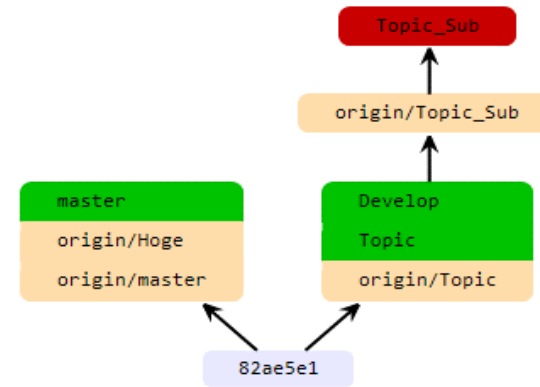 Topic_Sub
origin/Topic_Sub
master
origin/Hoge
origin/master
Develop
Topic
origin/Topic
82ae5e1